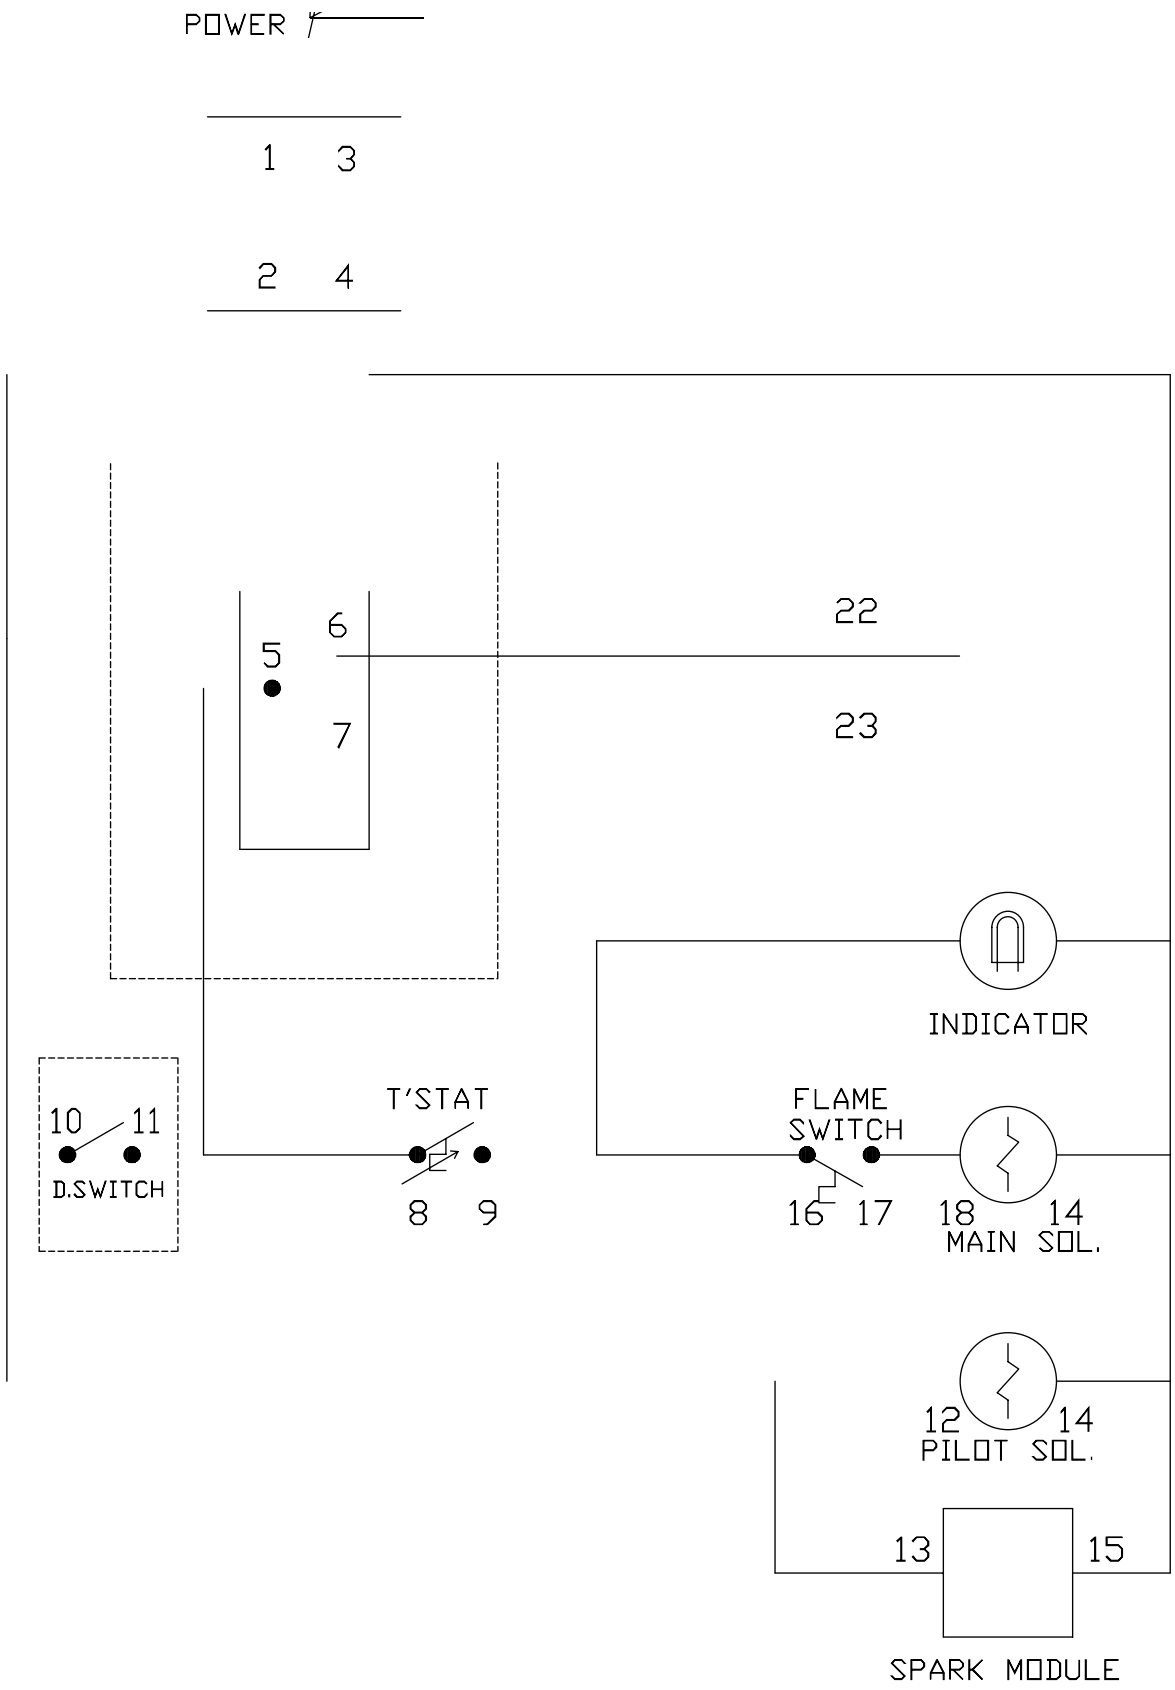 POWER
1 3
2 4
22
6
5
23
7
INDICATOR
T'STAT
FLAME
SWITCH
10 11
D.SWITCH
8 9
16 17
18 14
MAIN SOL.
12 14
PILOT SOL.
13 15
SPARK MODULE